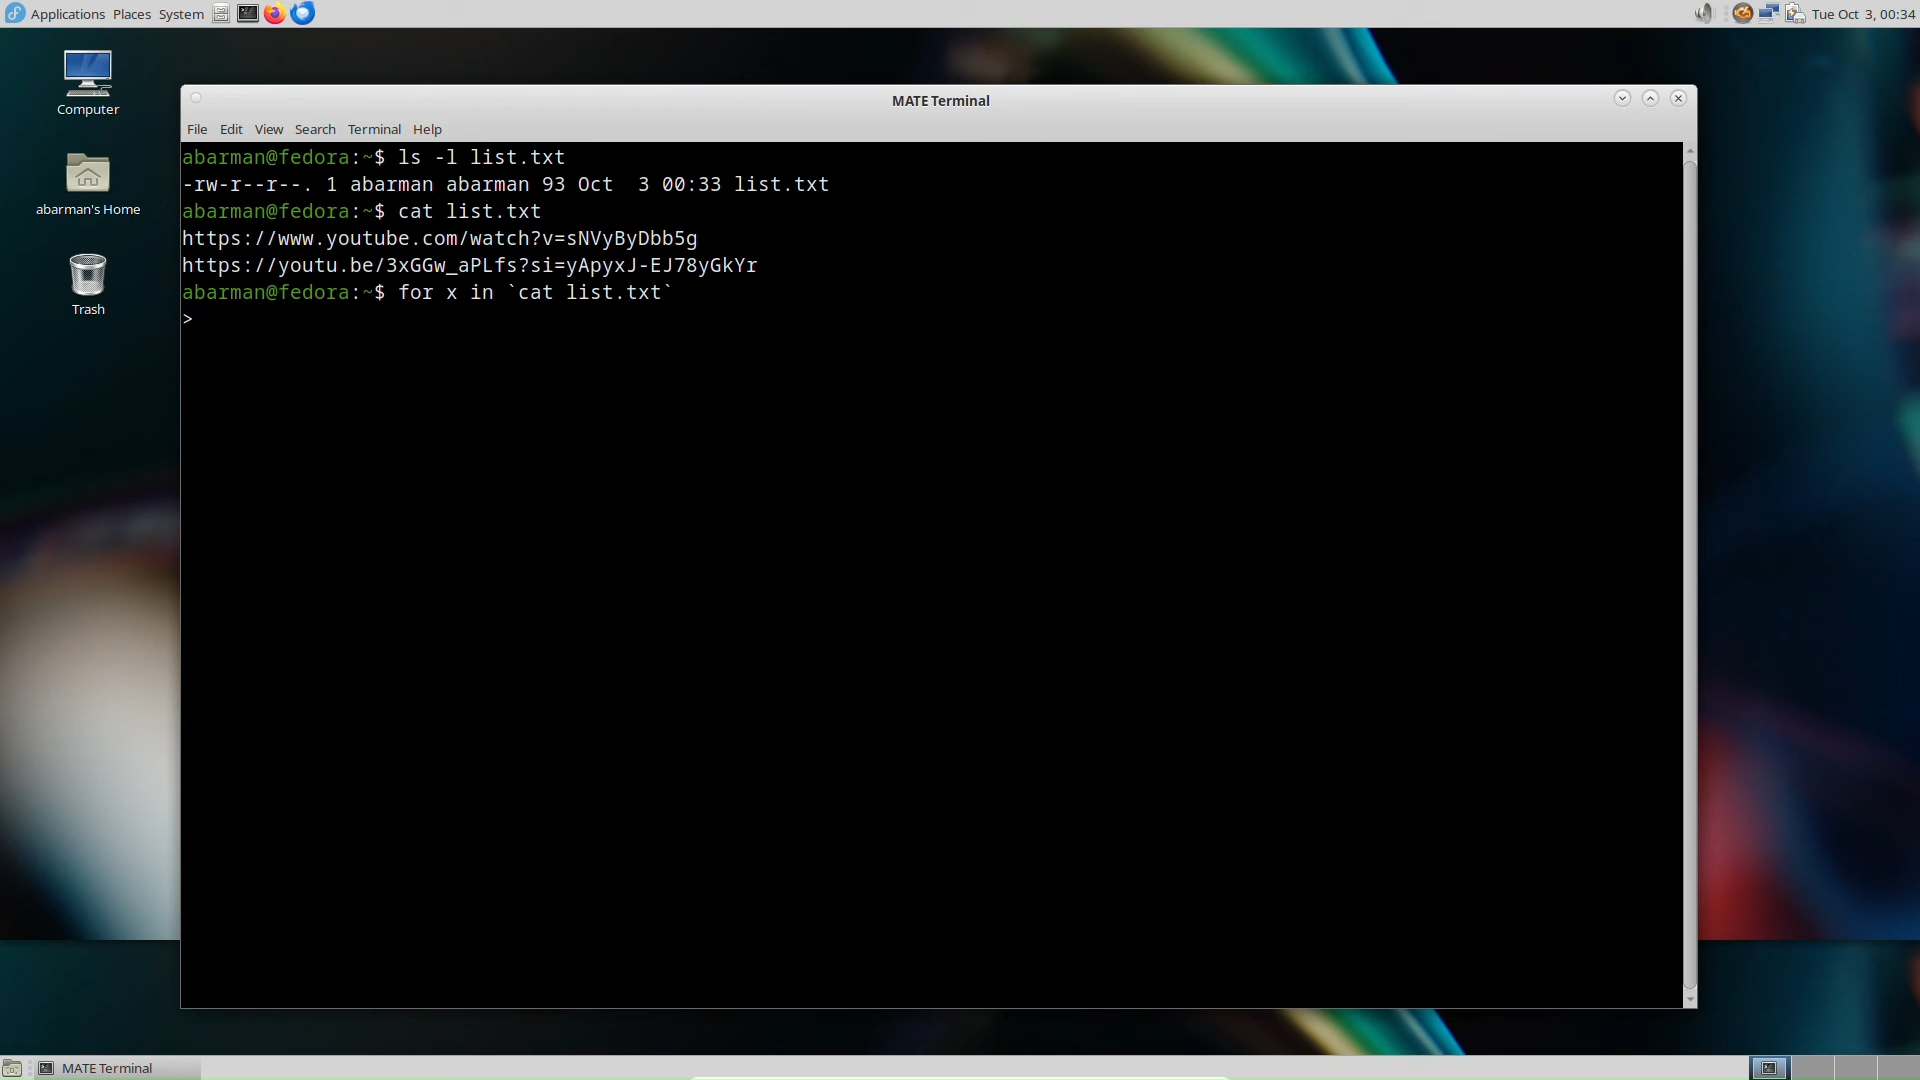 Applications Places System
Tue Oct 3, 00:34
Computer
abarman's Home
Trash
MATE Terminal
File Edit View Search Terminal Help
abarman@fedora:~$ ls -l list.txt
-rw-r--r--. 1 abarman abarman 93 Oct  3 00:33 list.txt
abarman@fedora:~$ cat list.txt
https://www.youtube.com/watch?v=sNVyByDbb5g
https://youtu.be/3xGGw_aPLfs?si=yApyxJ-EJ78yGkYr
abarman@fedora:~$ for x in `cat list.txt`
>
MATE Terminal